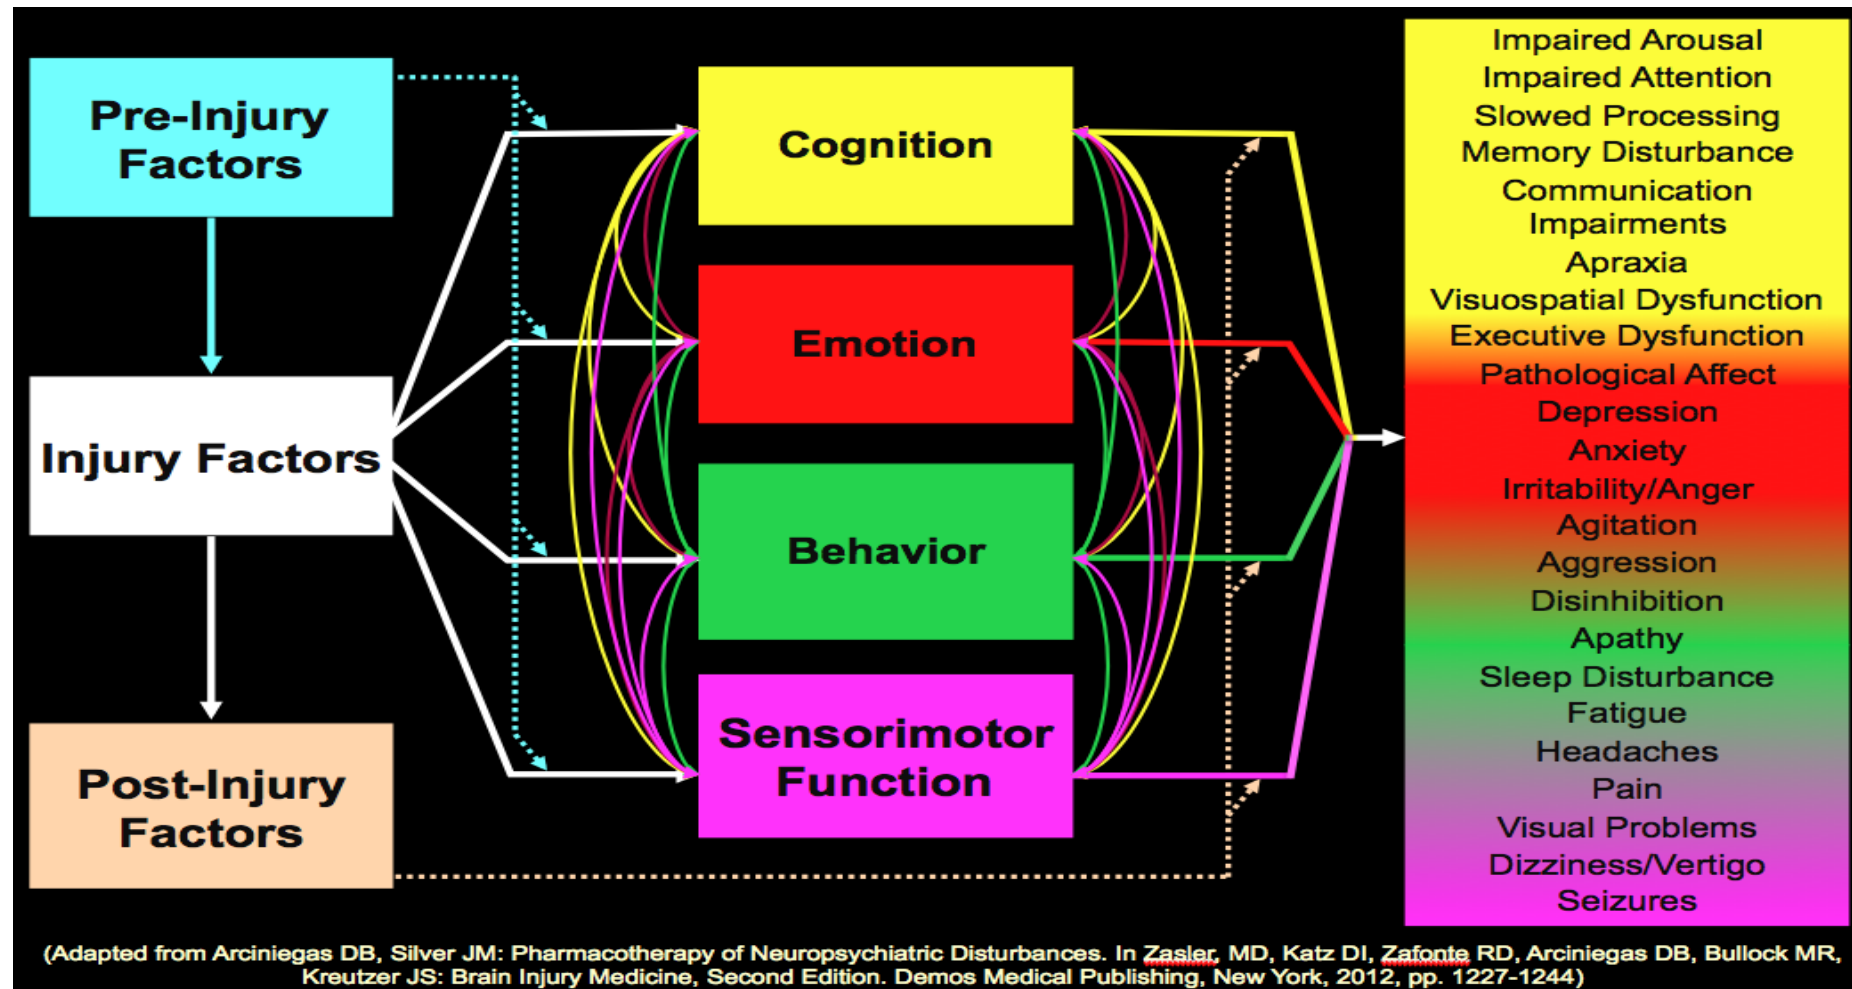 Pre-Injury
Factors
Injury Factors
Post-Injury
Factors
Cognition
Emotion
Behavior
Sensorimotor
Function
Impaired Arousal
Impaired Attention
Slowed Processing
Memory Disturbance
Communication
Impairments
Apraxia
Visuospatial Dysfunction
Executive Dysfunction
Pathological Affect
Depression
Anxiety
Irritability/Anger
Agitation
Aggression
Disinhibition
Apathy
Sleep Disturbance
Fatigue
Headaches
Pain
Visual Problems
Dizziness/Vertigo
Seizures
(Adapted from Arciniegas DB, Silver JM: Pharmacotherapy of Neuropsychiatric Disturbances. In Zasler, MD, Katz DI, Zafonte RD, Arciniegas DB, Bullock MR,
Kreutzer JS: Brain Injury Medicine, Second Edition. Demos Medical Publishing, New York, 2012, pp. 1227-1244)